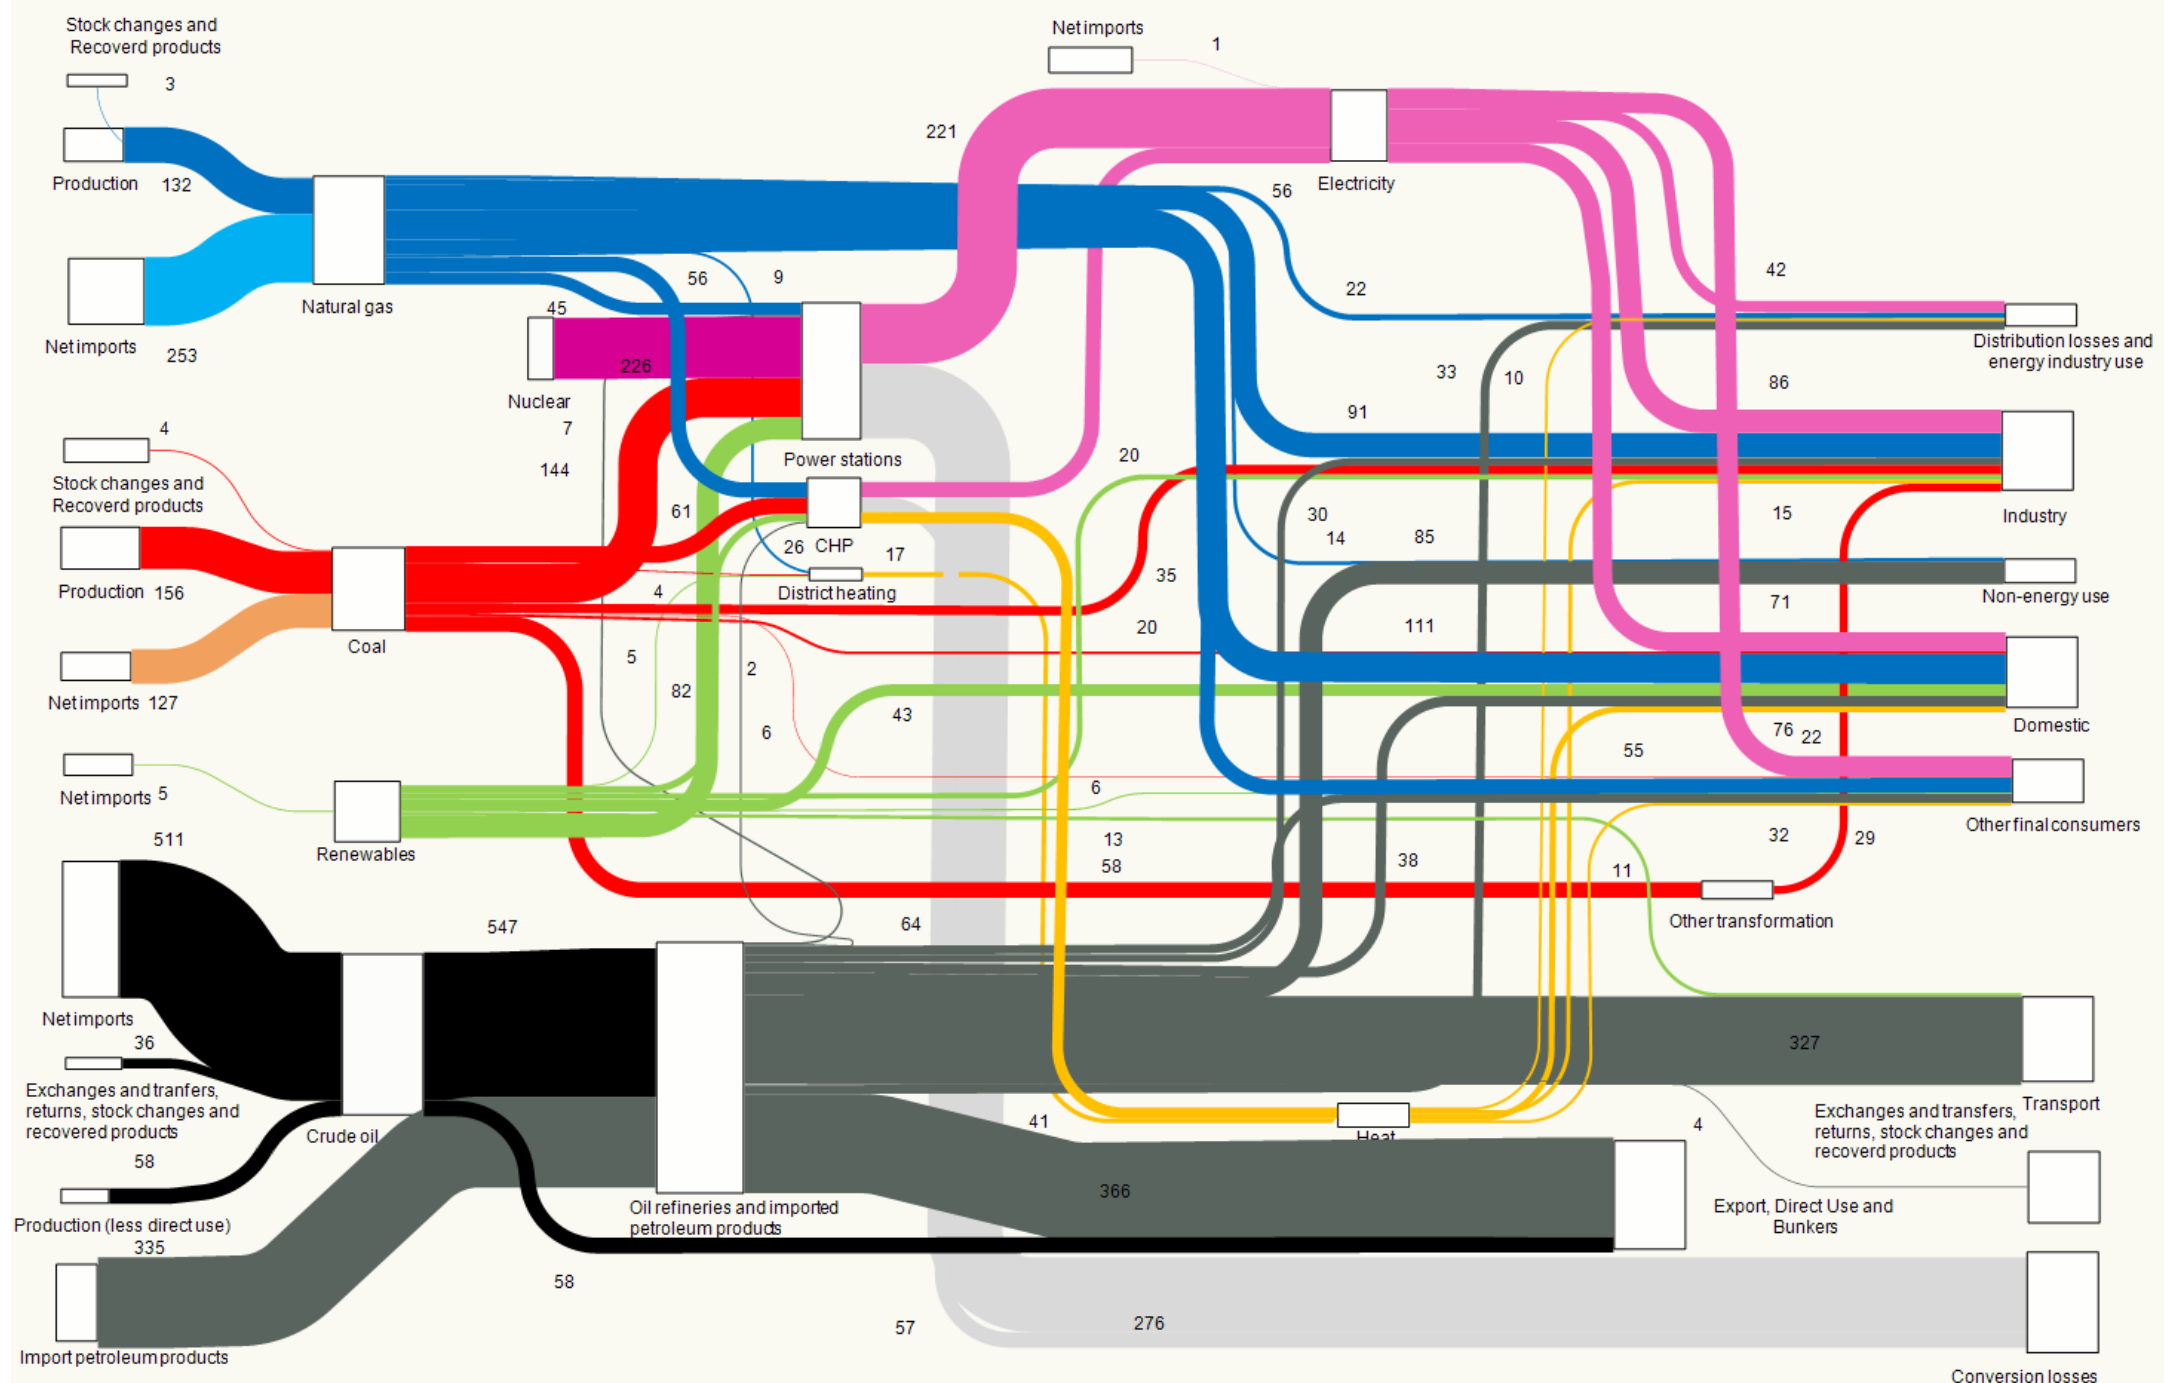 Stock changes and
Recoverd products
3
Net imports
1
221
Production
132
56
Electricity
Net imports
253
Natural gas
56
9
45
22
42
Distribution losses and
energy industry use
226
33
10
86
Nuclear
7
91
4
144
Power stations
20
Stock changes and
Recoverd products
61
30
15
Industry
26
CHP
17
14
85
Production
156
4
District heating
35
71
Non-energy use
Coal
5
2
20
111
Net imports
127
82
43
76
22
Domestic
6
55
Net imports
5
6
Other final consumers
511
Renewables
13
58
38
11
32
29
547
64
Other transformation
Net imports
36
327
Exchanges and tranfers,
returns, stock changes and
recovered products
Crude oil
41
Heat
4
Exchanges and transfers,
returns, stock changes and
recoverd products
Transport
58
366
Production (less direct use)
Oil refineries and imported
petroleum products
Export, Direct Use and
Bunkers
335
58
57
276
Import petroleum products
Conversion losses